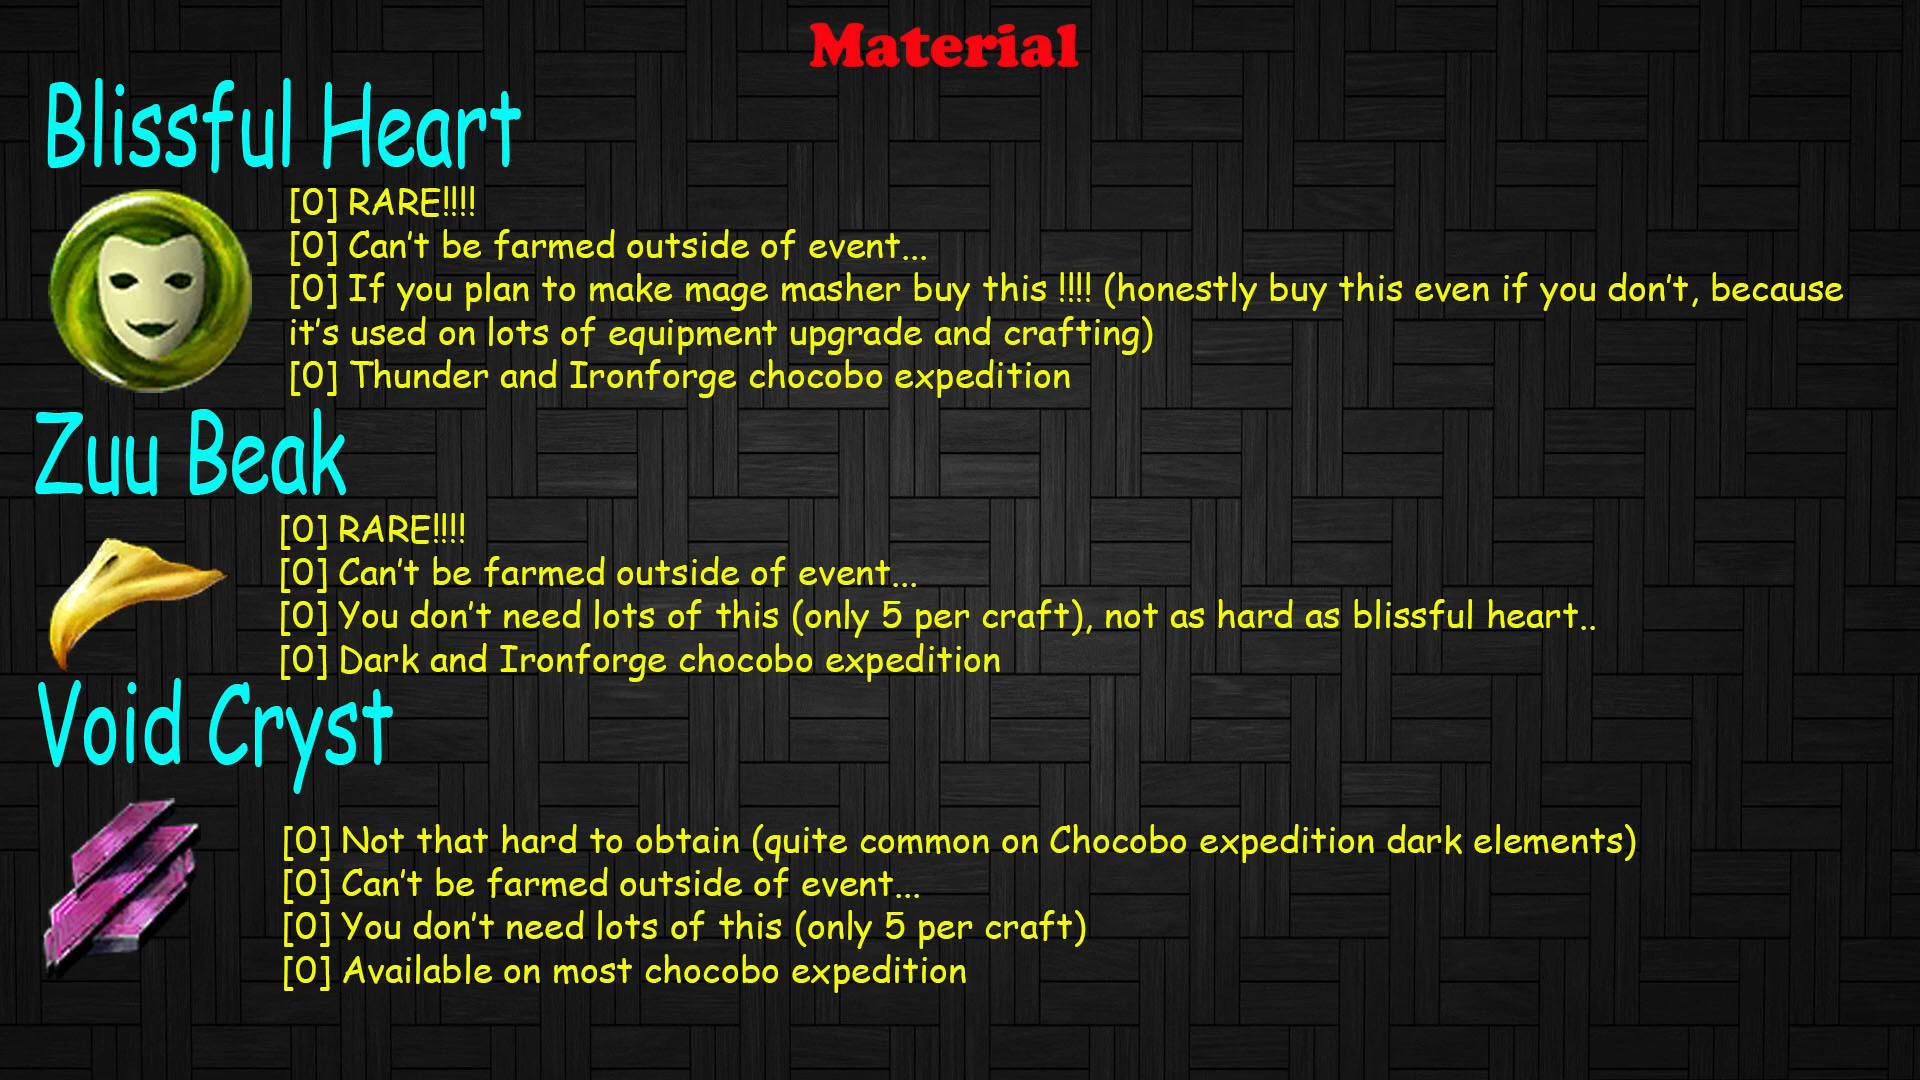 Material
Blissful Heart
[0] RARE!!!!
[0] Can't be farmed outside of event...
[0] If you plan to make mage masher buy this !!!! (honestly buy this even if you don't, because
it's used on lots of equipment upgrade and crafting)
[0] Thunder and Ironforge chocobo expedition
Zuu Beak
[0] RARE!!!!
[0] Can't be farmed outside of event...
[0] You don't need lots of this (only 5 per craft), not as hard as blissful heart..
[0] Dark and Ironforge chocobo expedition
Void Cryst
[0] Not that hard to obtain (quite common on Chocobo expedition dark elements)
[0] Can't be farmed outside of event...
[0] You don't need lots of this (only 5 per craft)
[0] Available on most chocobo expedition